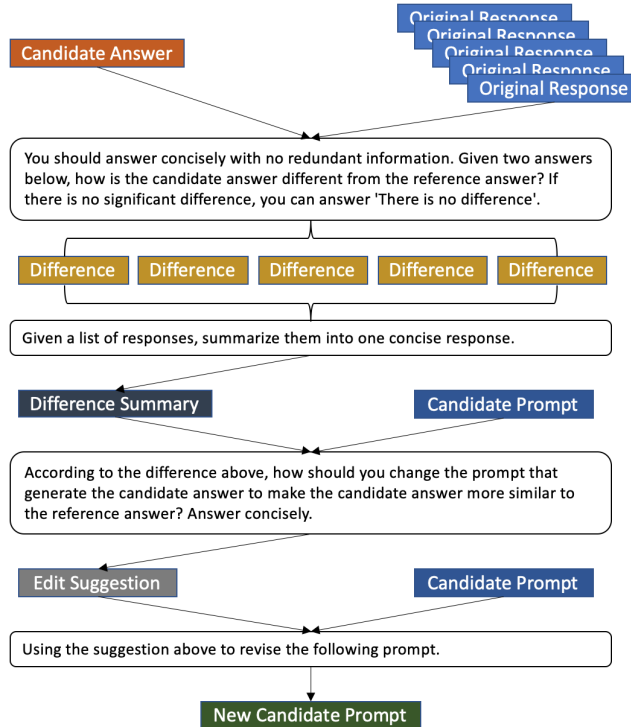 Original Response
Original Response
Candidate Answer
Original Response
Original Response
Original Response
You should answer concisely with no redundant information. Given two answers
below, how is the candidate answer different from the reference answer? If
there is no significant difference, you can answer 'There is no difference'.
Difference Difference Difference Difference Difference
Given a list of responses, summarize them into one concise response.
Difference Summary
Candidate Prompt
According to the difference above, how should you change the prompt that
generate the candidate answer to make the candidate answer more similar to
the reference answer? Answer concisely.
Edit Suggestion
Candidate Prompt
Using the suggestion above to revise the following prompt.
New Candidate Prompt